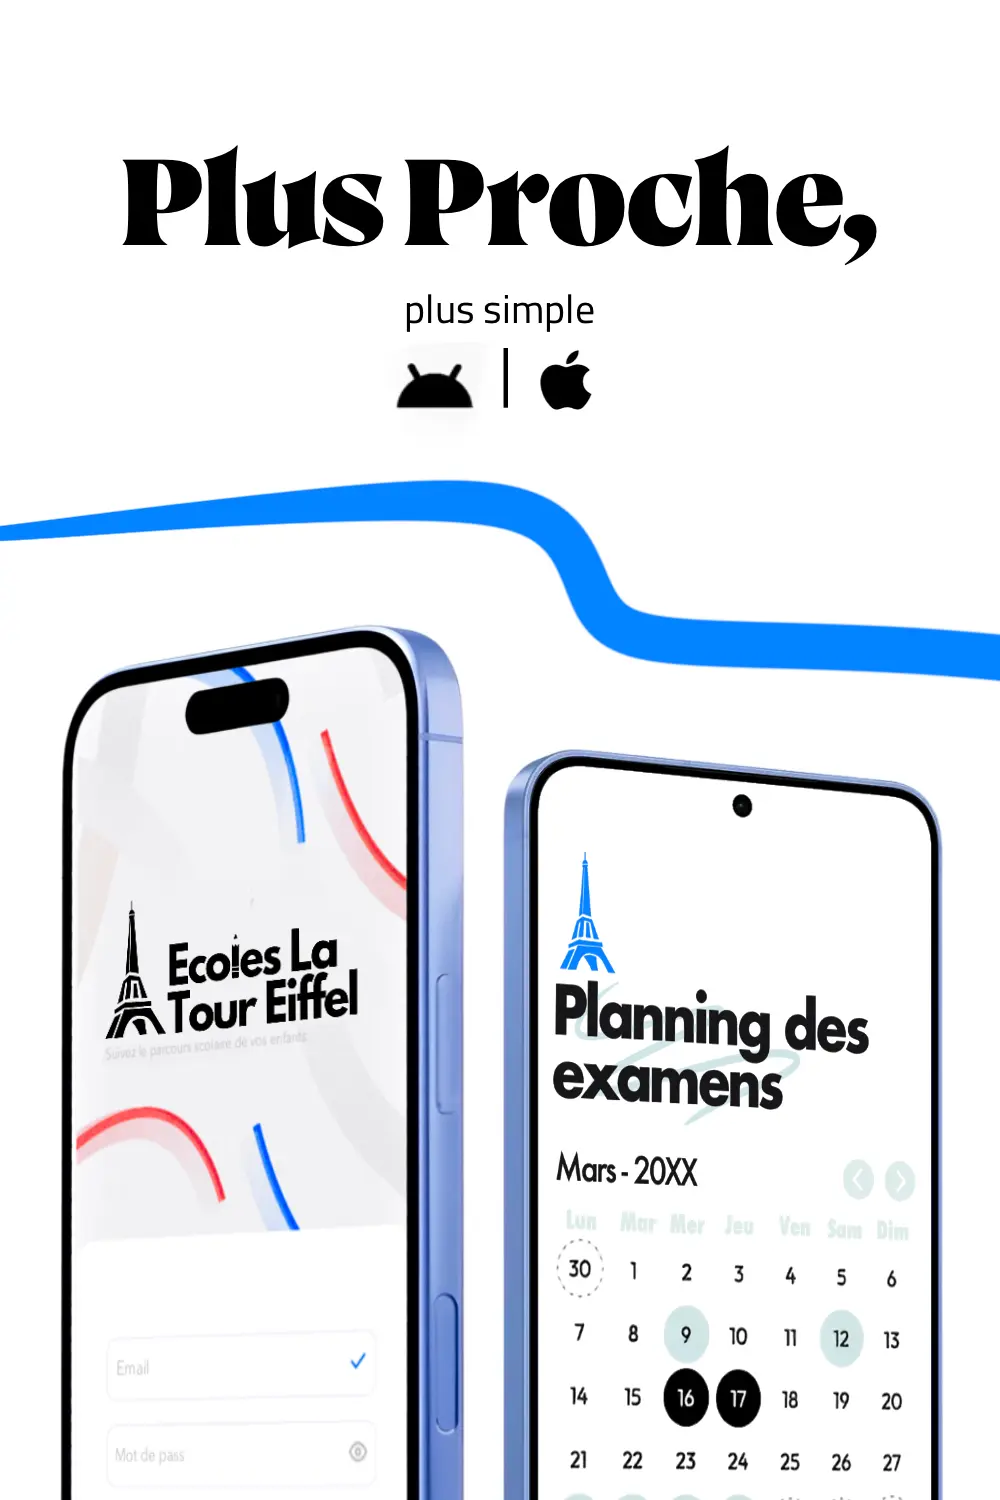 Plus Proche,
plus simple
Ecoles La
Tour Eiffel
Suivez le parcours scolaire de vos enfants
Email
Mot de pass
Planning des
examens
Mars - 20XX
Lun Mar Mer Jeu Ven Sam Dim
30 1 2 3 4 5 6
7 8 9 10 11 12 13
14 15 16 17 18 19 20
21 22 23 24 25 26 27